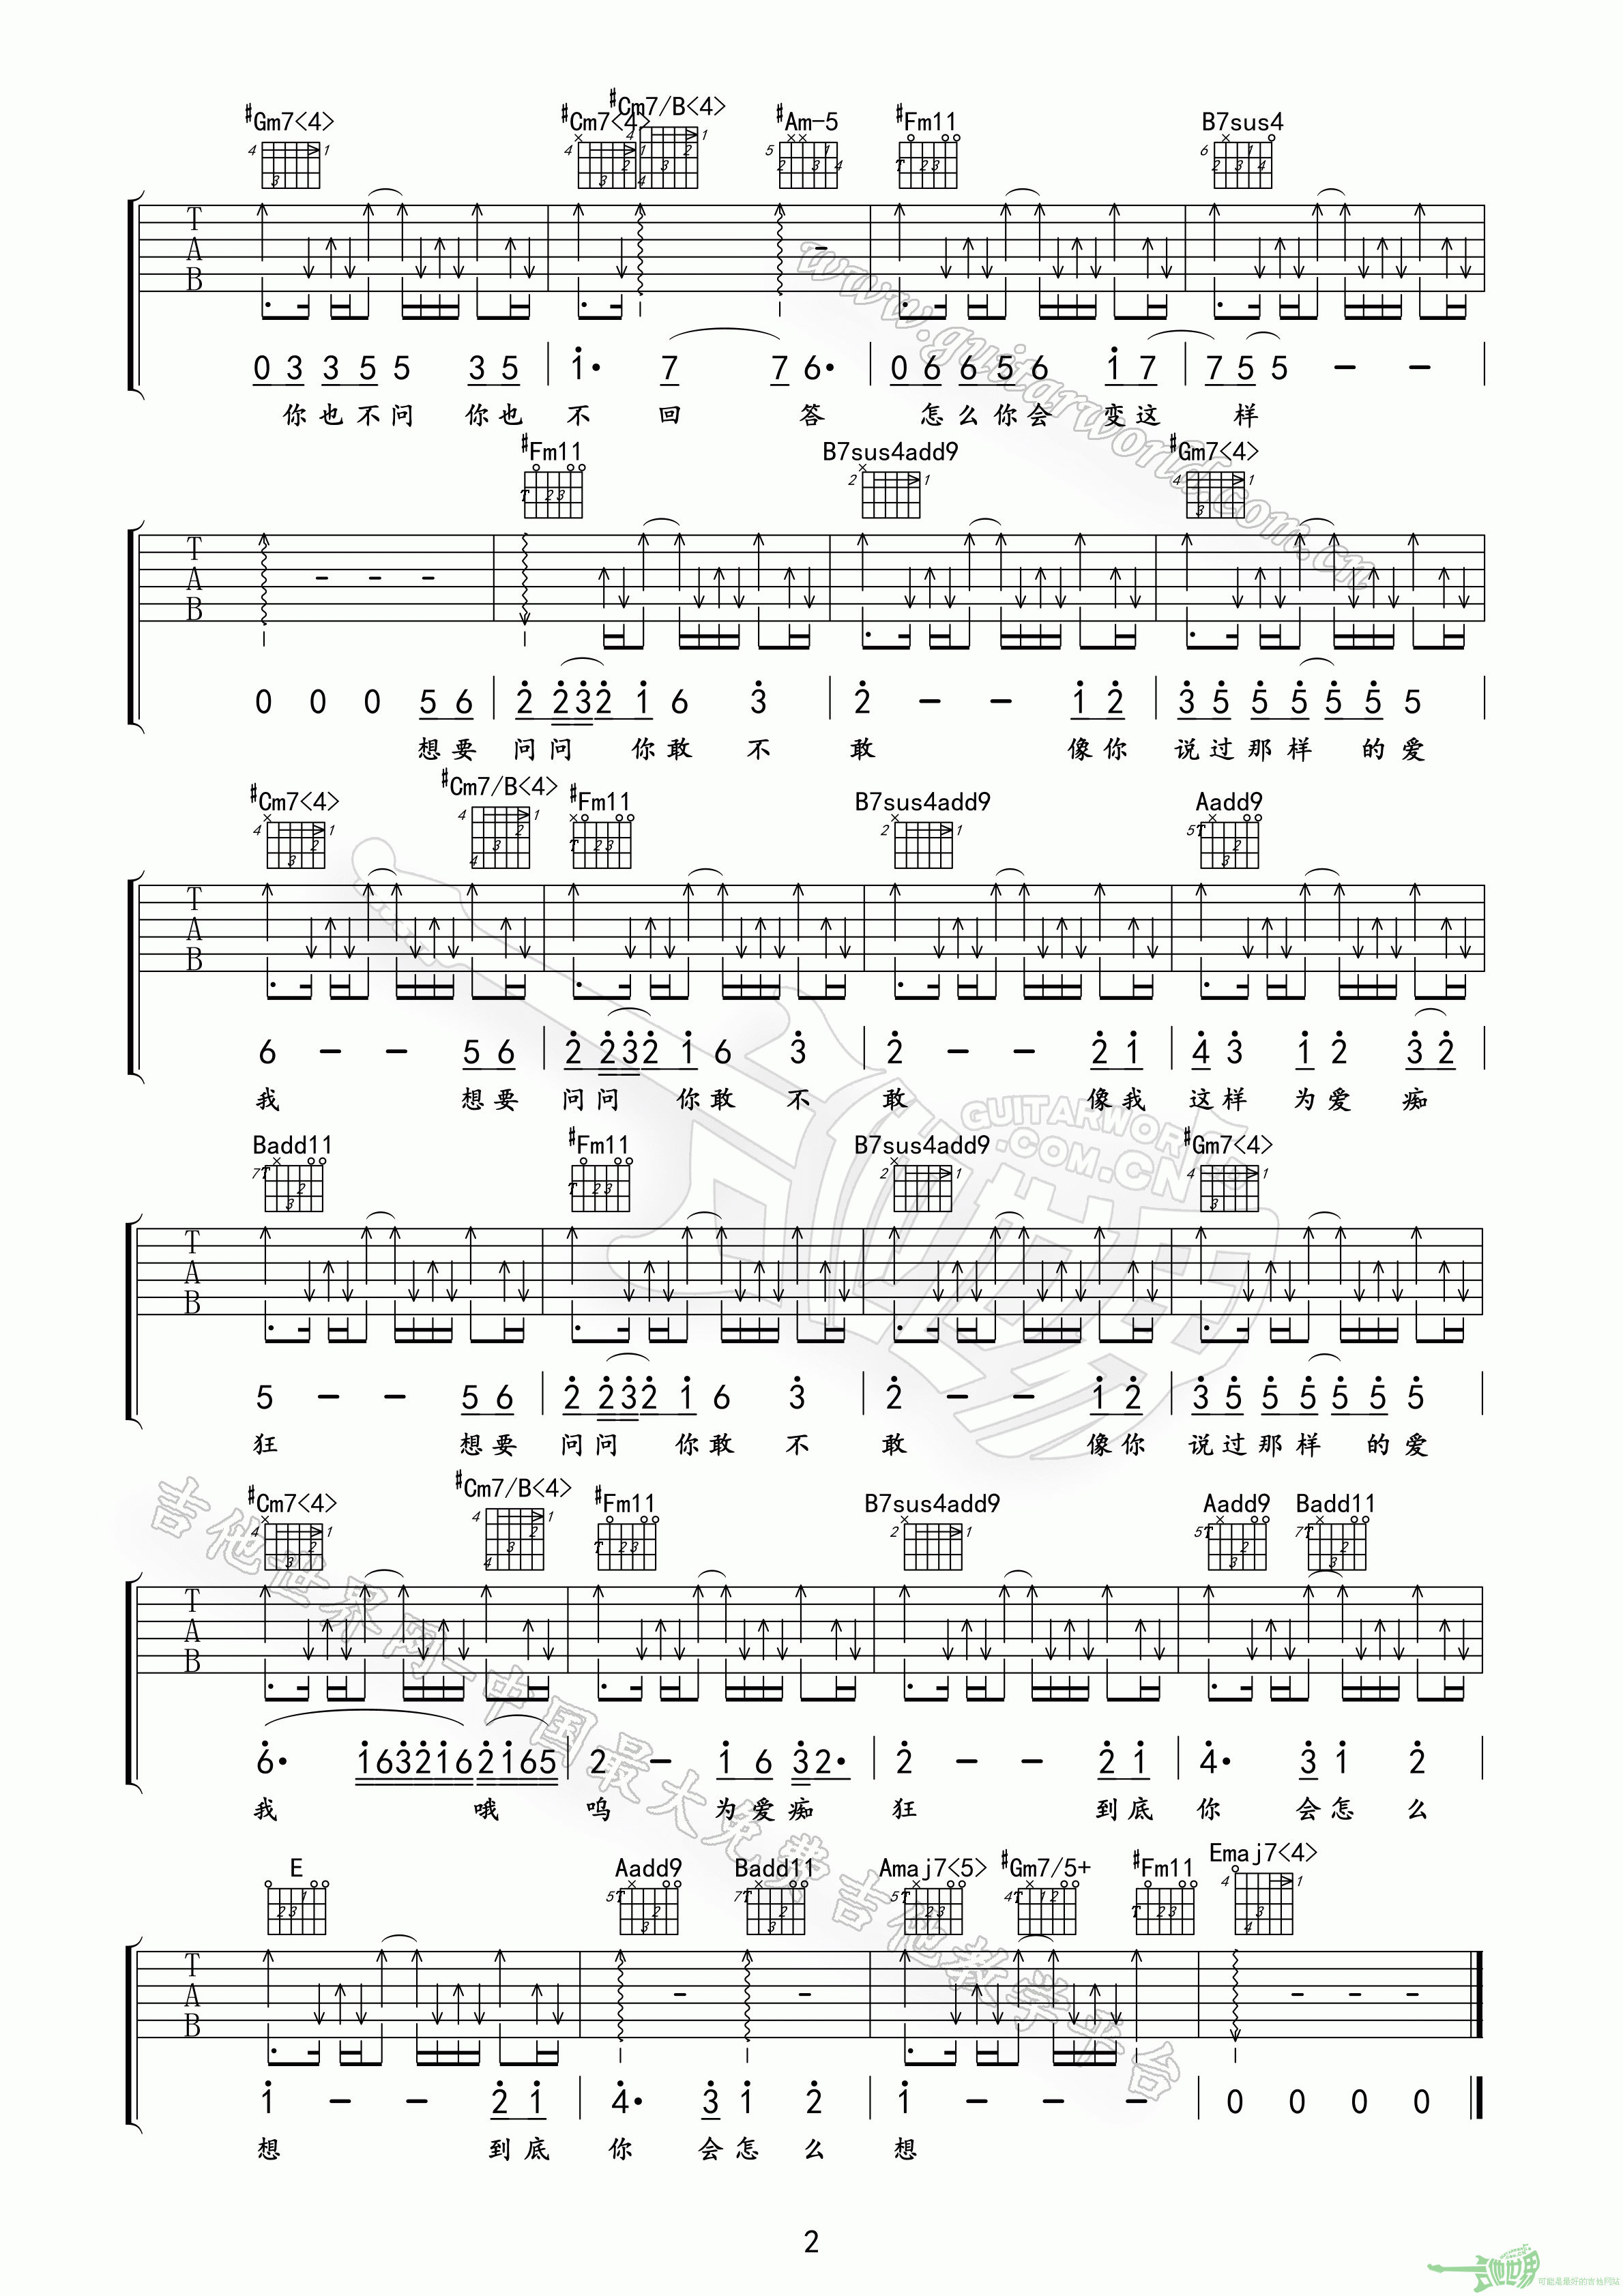 #Gm7<4> #Cm7<4> #Cm7/B<4> #Am-5 #Fm11 B7sus4
T
A
B
0 3 3 5 5 3 5 | 1• 7 7 6• | 0 6 6 5 6 1 7 | 7 5 5 – – |
你也不问 你也 不 回 答 怎么你会 变这 样
#Fm11 B7sus4add9 #Gm7<4>
T
A
B
0 0 0 5 6 | 2 2 3 2 1 6 3 | 2 – – 1 2 | 3 5 5 5 5 5 5 |
想要 问问 你敢 不 敢 像你 说过那样 的爱
#Cm7<4> #Cm7/B<4> #Fm11 B7sus4add9 Aadd9
T
A
B
6 – – 5 6 | 2 2 3 2 1 6 3 | 2 – – 2 1 | 4 3 1 2 3 2 |
我 想要 问问 你敢 不 敢 像我 这样 为爱 痴
Badd11 #Fm11 B7sus4add9 #Gm7<4>
T
A
B
5 – – 5 6 | 2 2 3 2 1 6 3 | 2 – – 1 2 | 3 5 5 5 5 5 5 |
狂 想要 问问 你敢 不 敢 像你 说过那样 的爱
#Cm7<4> #Cm7/B<4> #Fm11 B7sus4add9 Aadd9 Badd11
T
A
B
6• 1 6 3 2 1 6 2 1 6 5 | 2 – 1 6 3 2• | 2 – – 2 1 | 4• 3 1 2 |
我 哦 呜 为爱痴 狂 到底 你 会怎 么
E Aadd9 Badd11 Amaj7<5> #Gm7/5+ #Fm11 Emaj7<4>
T
A
B
1 – – 2 1 | 4• 3 1 2 | 1 – – – | 0 0 0 0
想 到底 你 会怎 么 想
2
www.guitarworld.com.cn
GUITARWORLD
.COM.CN
吉他世界网-中国最大免费吉他教学平台
吉他世界
可能是最好的吉他网站